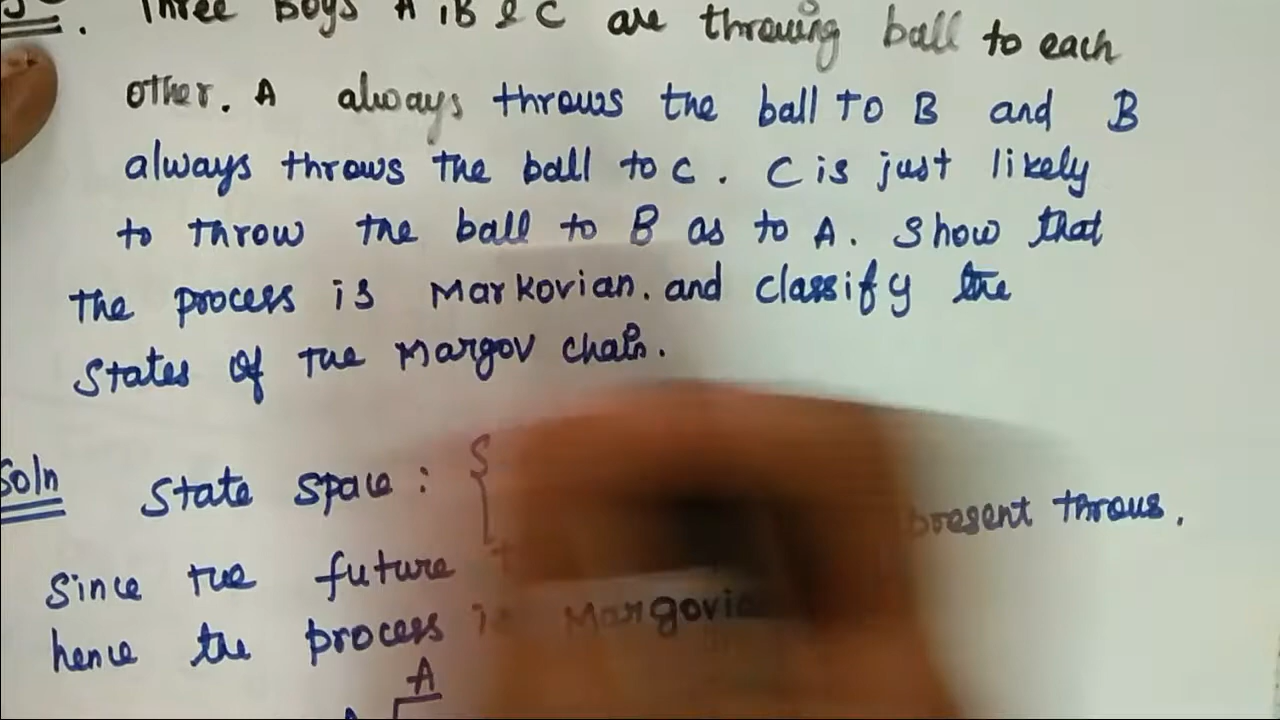 Three boys A, B & C are throwing ball to each
other. A always throws the ball to B and B
always throws the ball to C. C is just likely
to throw the ball to B as to A. Show that
the process is Markovian. and classify the
states of the Margov chain.
Soln State space : {
present throws.
Since the future
hence the process is Margovia
A
A